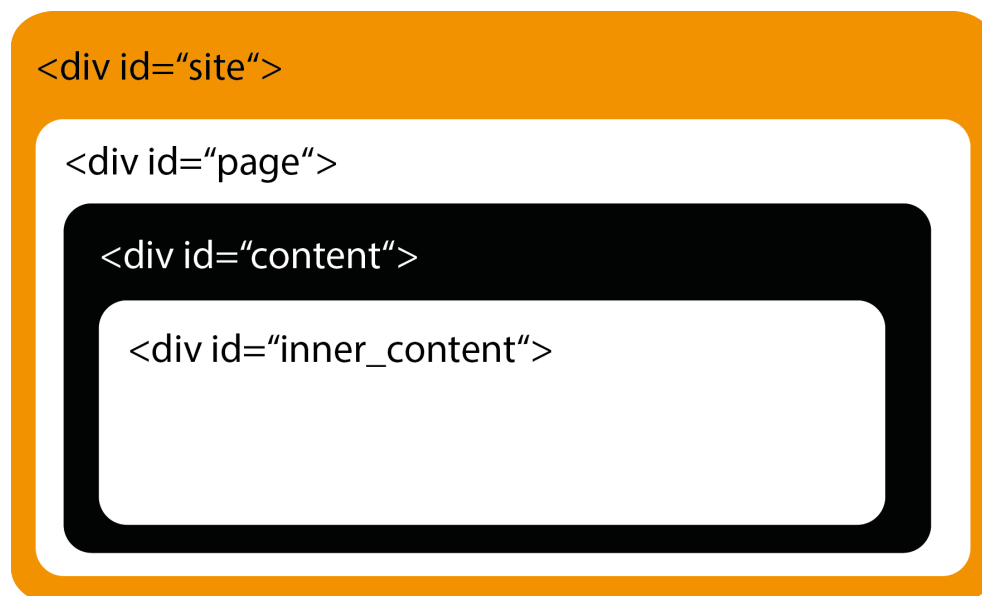 <div id=“site“>
<div id=“page“>
<div id=“content“>
<div id=“inner_content“>